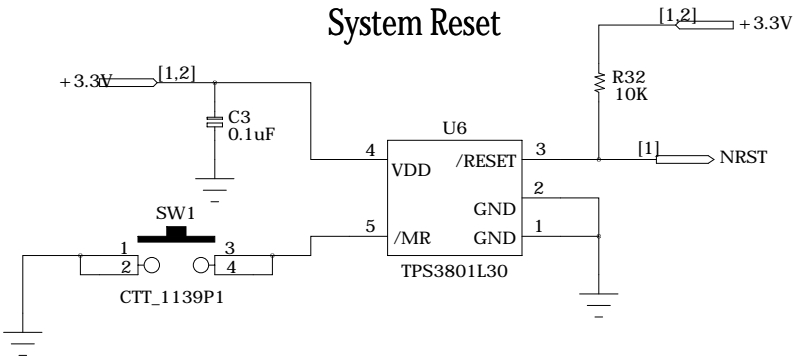 System Reset
[1,2]
+3.3V
+3.3V
[1,2]
R32
10K
C3
0.1uF
U6
4
VDD
/RESET
3
[1]
NRST
2
GND
SW1
5
/MR
GND
1
1
3
2
4
TPS3801L30
CTT_1139P1